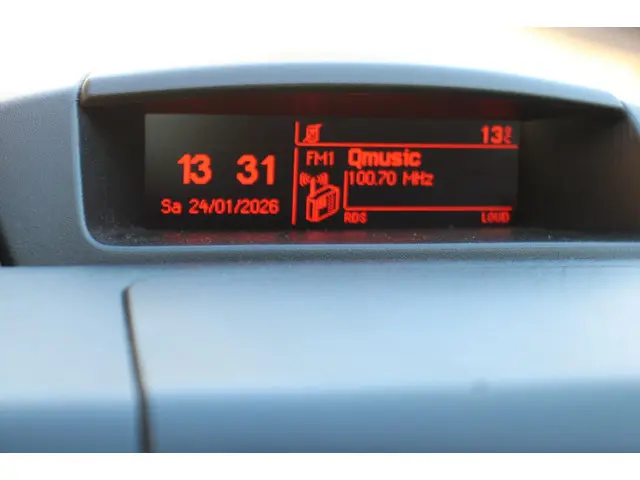 13 31
Sa 24/01/2026
13°C
FM1 Qmusic
100.70 MHz
RDS LOUD